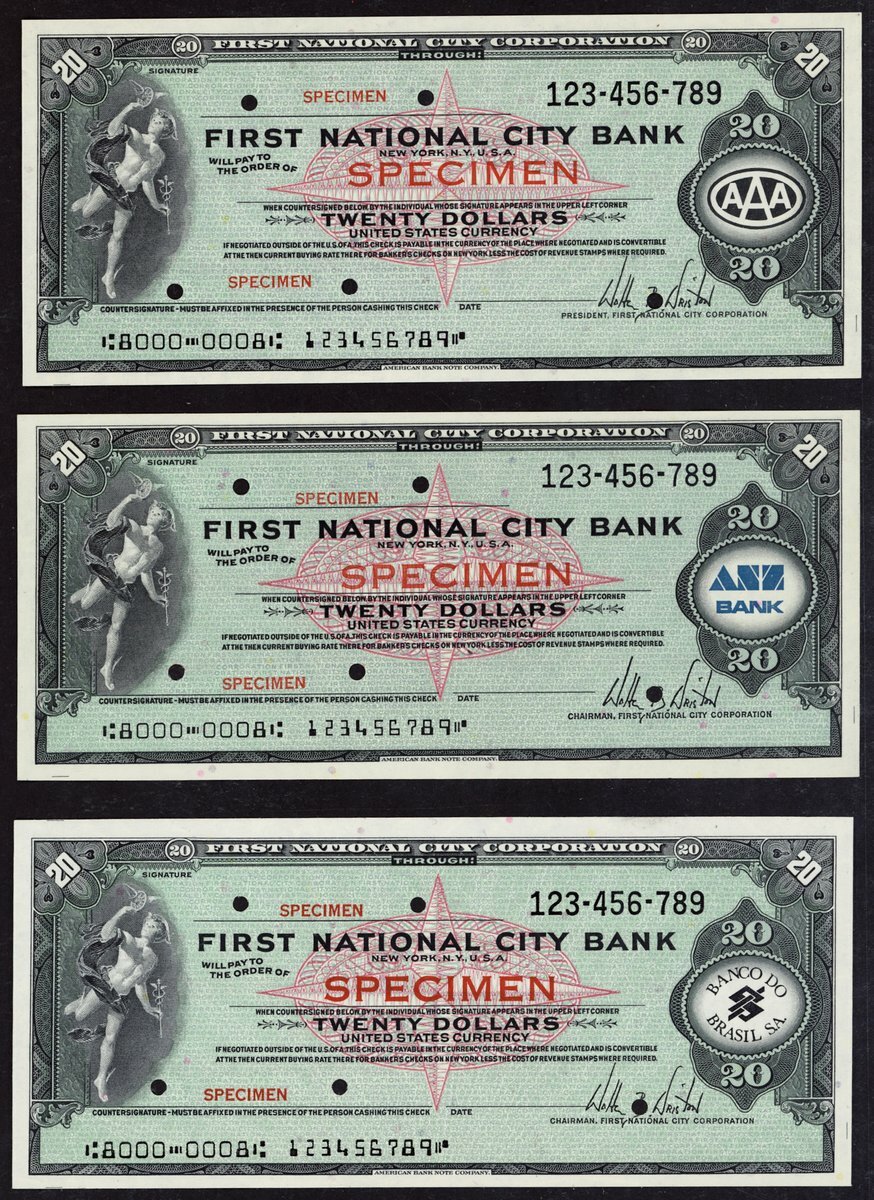 20 20 FIRST NATIONAL CITY CORPORATION 20 20
THROUGH:
SIGNATURE
SPECIMEN 123-456-789
FIRST NATIONAL CITY BANK 20
NEW YORK, N.Y., U.S.A.
WILL PAY TO
THE ORDER OF SPECIMEN
AAA
WHEN COUNTERSIGNED BELOW, BY THE INDIVIDUAL WHOSE SIGNATURE APPEARS IN THE UPPER LEFT CORNER
TWENTY DOLLARS
UNITED STATES CURRENCY
IF NEGOTIATED OUTSIDE OF THE U.S. OF A. THIS CHECK IS PAYABLE IN THE CURRENCY OF THE PLACE WHERE NEGOTIATED AND IS CONVERTIBLE
AT THE THEN CURRENT BUYING RATE THERE FOR BANKER'S CHECKS ON NEW YORK LESS THE COST OF REVENUE STAMPS WHERE REQUIRED.
20
SPECIMEN
Walter B Wriston
COUNTERSIGNATURE - MUST BE AFFIXED IN THE PRESENCE OF THE PERSON CASHING THIS CHECK DATE
PRESIDENT, FIRST NATIONAL CITY CORPORATION
⑆8000⑉0008⑆ 123456789⑈
AMERICAN BANK NOTE COMPANY.
20 20 FIRST NATIONAL CITY CORPORATION 20 20
THROUGH:
SIGNATURE
SPECIMEN 123-456-789
FIRST NATIONAL CITY BANK 20
NEW YORK, N.Y., U.S.A.
WILL PAY TO
THE ORDER OF SPECIMEN
ANZ
BANK
WHEN COUNTERSIGNED BELOW, BY THE INDIVIDUAL WHOSE SIGNATURE APPEARS IN THE UPPER LEFT CORNER
TWENTY DOLLARS
UNITED STATES CURRENCY
IF NEGOTIATED OUTSIDE OF THE U.S. OF A. THIS CHECK IS PAYABLE IN THE CURRENCY OF THE PLACE WHERE NEGOTIATED AND IS CONVERTIBLE
AT THE THEN CURRENT BUYING RATE THERE FOR BANKER'S CHECKS ON NEW YORK LESS THE COST OF REVENUE STAMPS WHERE REQUIRED.
20
SPECIMEN
Walter B Wriston
COUNTERSIGNATURE - MUST BE AFFIXED IN THE PRESENCE OF THE PERSON CASHING THIS CHECK DATE
CHAIRMAN, FIRST NATIONAL CITY CORPORATION
⑆8000⑉0008⑆ 123456789⑈
AMERICAN BANK NOTE COMPANY.
20 20 FIRST NATIONAL CITY CORPORATION 20 20
THROUGH:
SIGNATURE
SPECIMEN 123-456-789
FIRST NATIONAL CITY BANK 20
NEW YORK, N.Y., U.S.A.
WILL PAY TO
THE ORDER OF SPECIMEN
BANCO DO
BRASIL S.A.
WHEN COUNTERSIGNED BELOW, BY THE INDIVIDUAL WHOSE SIGNATURE APPEARS IN THE UPPER LEFT CORNER
TWENTY DOLLARS
UNITED STATES CURRENCY
IF NEGOTIATED OUTSIDE OF THE U.S. OF A. THIS CHECK IS PAYABLE IN THE CURRENCY OF THE PLACE WHERE NEGOTIATED AND IS CONVERTIBLE
AT THE THEN CURRENT BUYING RATE THERE FOR BANKER'S CHECKS ON NEW YORK LESS THE COST OF REVENUE STAMPS WHERE REQUIRED.
20
SPECIMEN
Walter B Wriston
COUNTERSIGNATURE - MUST BE AFFIXED IN THE PRESENCE OF THE PERSON CASHING THIS CHECK DATE
CHAIRMAN, FIRST NATIONAL CITY CORPORATION
⑆8000⑉0008⑆ 123456789⑈
AMERICAN BANK NOTE COMPANY.